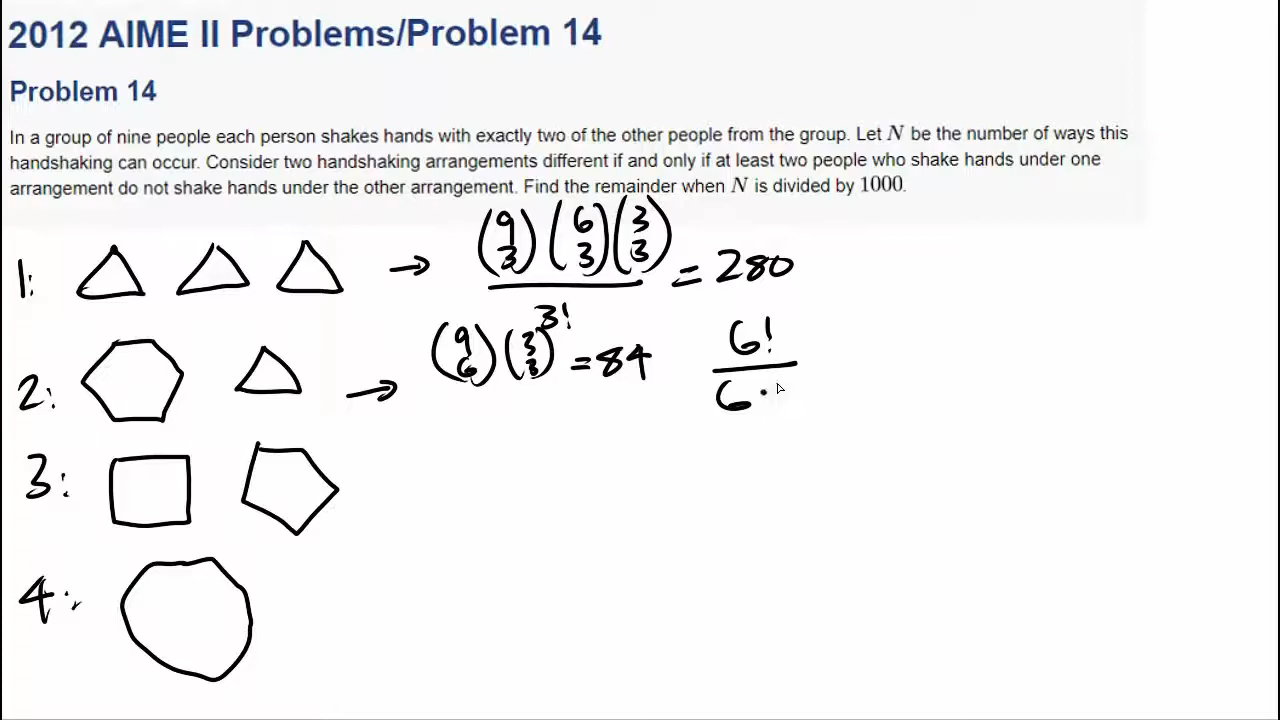 2012 AIME II Problems/Problem 14
Problem 14
In a group of nine people each person shakes hands with exactly two of the other people from the group. Let N be the number of ways this
handshaking can occur. Consider two handshaking arrangements different if and only if at least two people who shake hands under one
arrangement do not shake hands under the other arrangement. Find the remainder when N is divided by 1000.
1: → (9 3)(6 3)(3 3) / 3! = 280
2: → (9 6)(3 3) = 84 6! / 6 ·
3:
4: